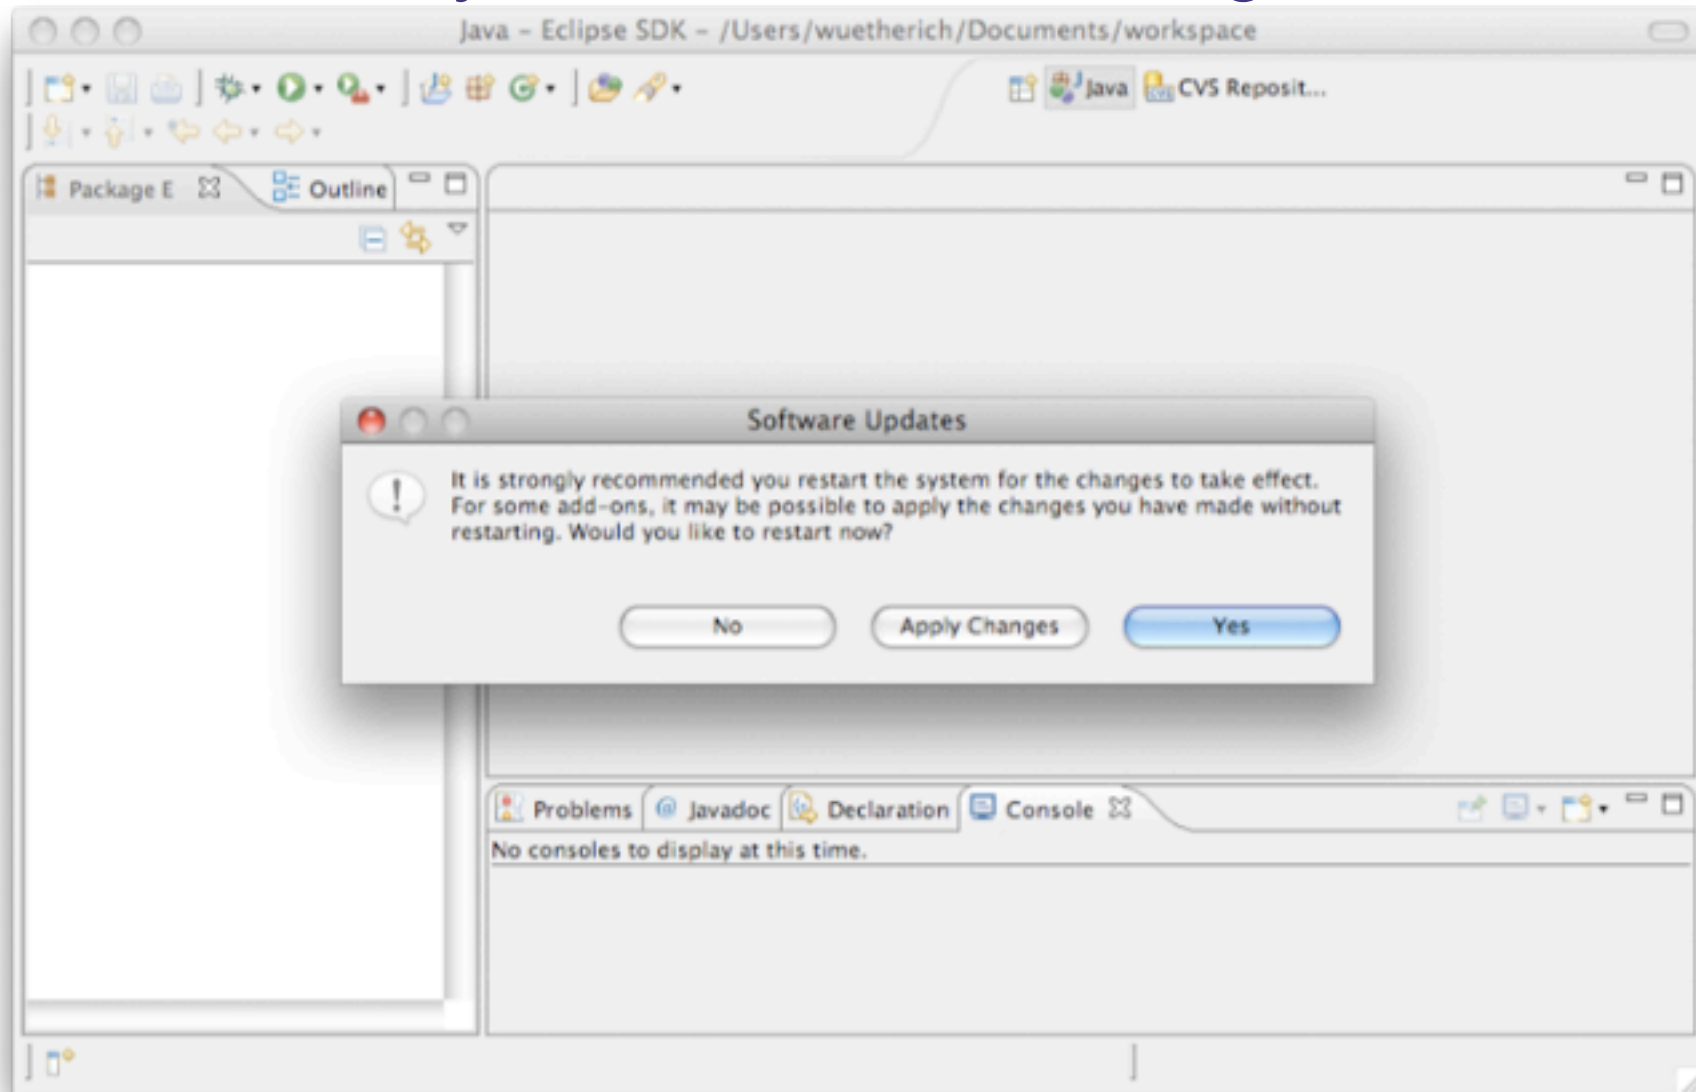 Java – Eclipse SDK – /Users/wuetherich/Documents/workspace
Java CVS Reposit...
Package E Outline
Software Updates
It is strongly recommended you restart the system for the changes to take effect.
For some add-ons, it may be possible to apply the changes you have made without
restarting. Would you like to restart now?
No Apply Changes Yes
Problems Javadoc Declaration Console
No consoles to display at this time.